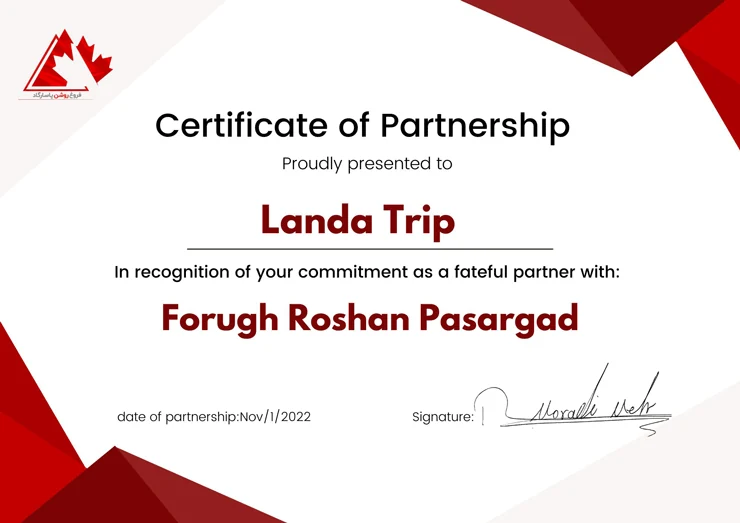 فروغ روشن پاسارگاد
Certificate of Partnership
Proudly presented to
Landa Trip
In recognition of your commitment as a fateful partner with:
Forugh Roshan Pasargad
date of partnership:Nov/1/2022
Signature: